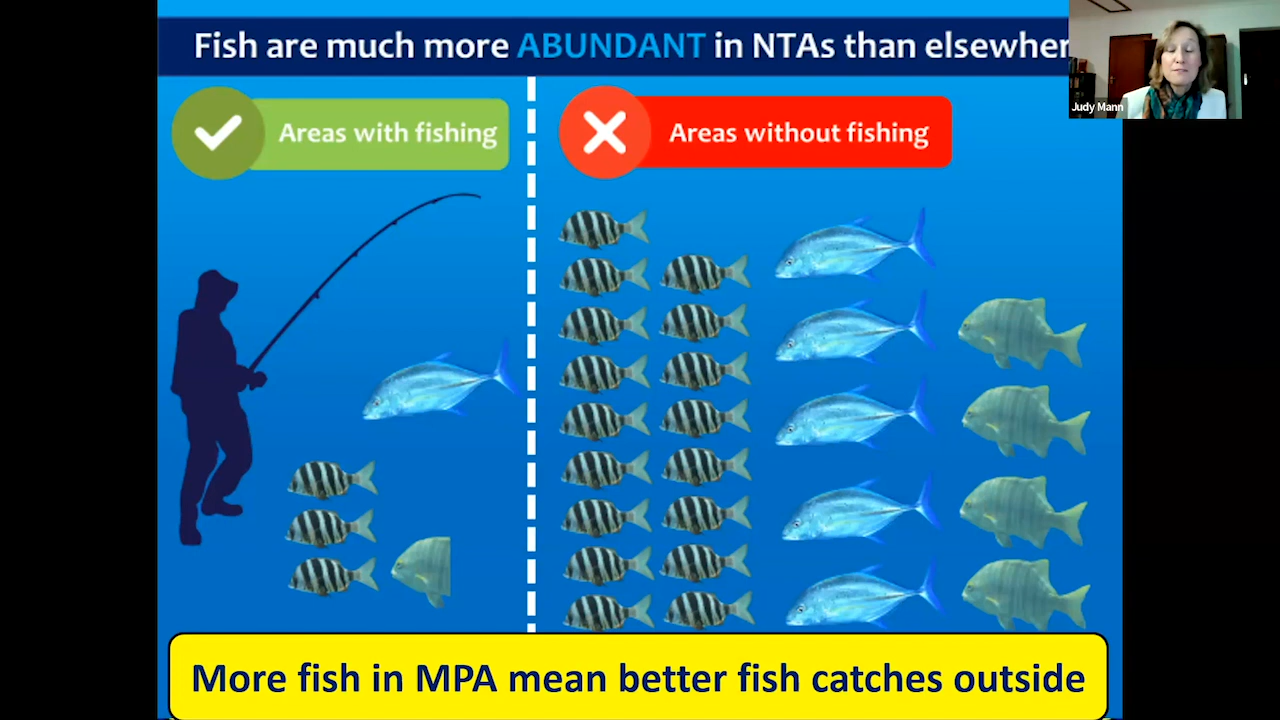 Fish are much more ABUNDANT in NTAs than elsewher
Judy Mann
Areas with fishing
Areas without fishing
More fish in MPA mean better fish catches outside